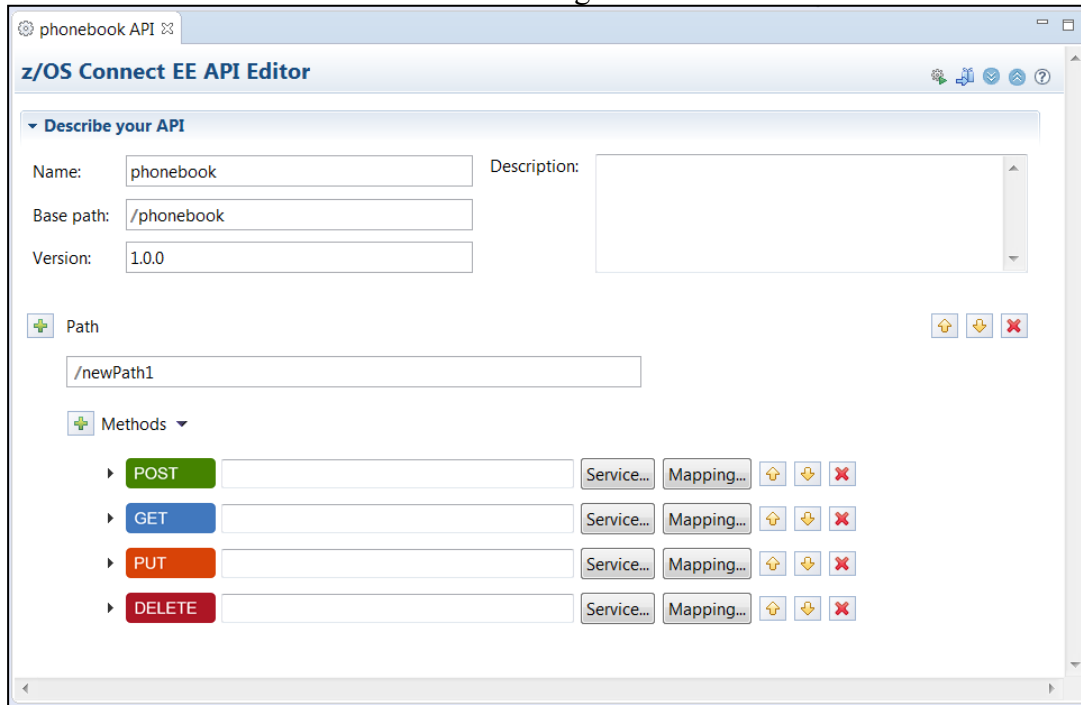 phonebook API
z/OS Connect EE API Editor
Describe your API
Name: phonebook Description:
Base path: /phonebook
Version: 1.0.0
Path
/newPath1
Methods
POST Service... Mapping...
GET Service... Mapping...
PUT Service... Mapping...
DELETE Service... Mapping...